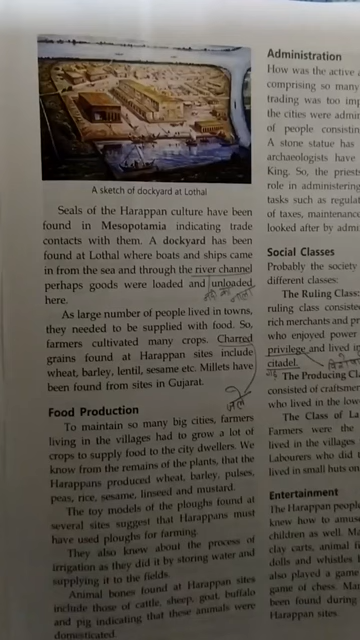 A sketch of dockyard at Lothal
Seals of the Harappan culture have been
found in Mesopotamia indicating trade
contacts with them. A dockyard has been
found at Lothal where boats and ships came
in from the sea and through the river channel
perhaps goods were loaded and unloaded
here.
As large number of people lived in towns,
they needed to be supplied with food. So,
farmers cultivated many crops. Charred
grains found at Harappan sites include
wheat, barley, lentil, sesame etc. Millets have
been found from sites in Gujarat.
Food Production
To maintain so many big cities, farmers
living in the villages had to grow a lot of
crops to supply food to the city dwellers. We
know from the remains of the plants, that the
Harappans produced wheat, barley, pulses,
peas, rice, sesame, linseed and mustard.
The toy models of the ploughs found at
several sites suggest that Harappans must
have used ploughs for farming.
They also knew about the process of
irrigation as they did it by storing water and
supplying it to the fields.
Animal bones found at Harappan sites
include those of cattle, sheep, goat, buffalo
and pig indicating that these animals were
domesticated.
Administration
How was the active
comprising so many
trading was too im
the cities were admin
of people consistin
A stone statue has
archaeologists have
King. So, the priests
role in administering
tasks such as regulat
of taxes, maintenance
looked after by admi
Social Classes
Probably the society
different classes:
The Ruling Class:
ruling class consiste
rich merchants and pr
who enjoyed power
privilege and lived i
citadel.
The Producing Cl
consisted of craftsmen
who lived in the low
The Class of La
Farmers were the
lived in the villages
Labourers who did t
lived in small huts on
Entertainment
The Harappan people
knew how to amuse
children as well. Ma
clay carts, animal f
dolls and whistles
also played a game
game of chess. Mar
been found during
Harappan sites.